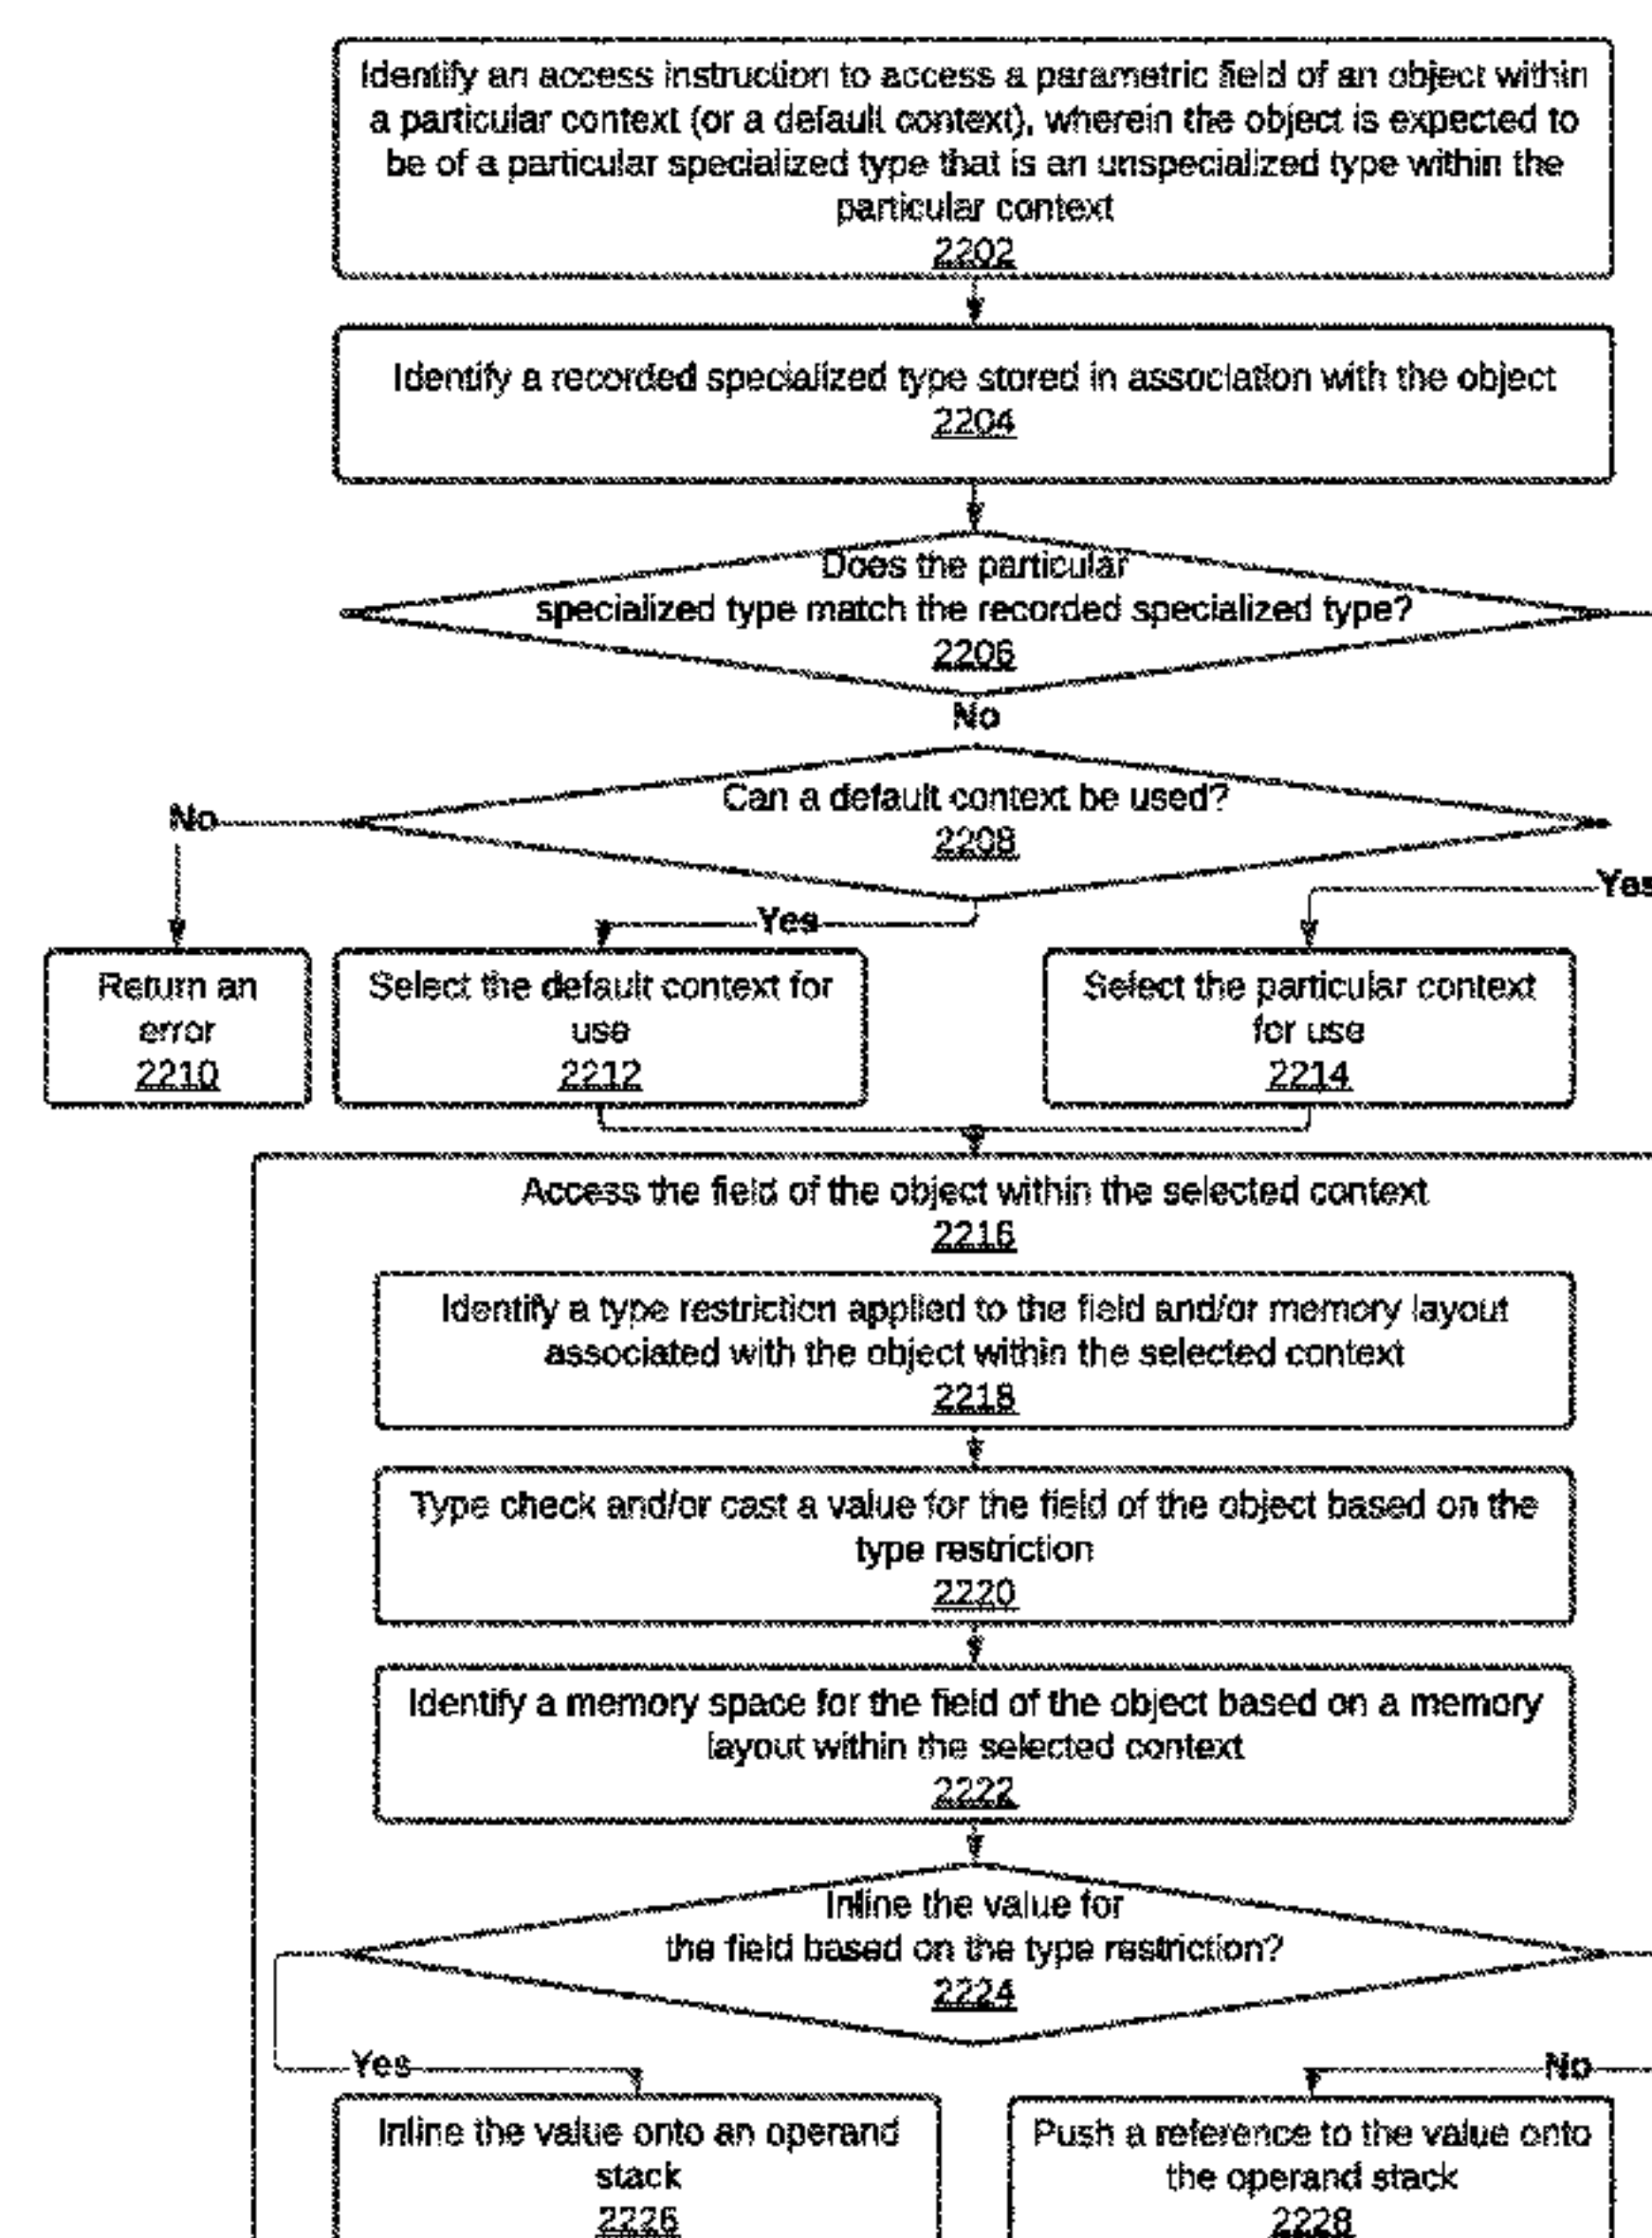 Identify an access instruction to access a parametric field of an object within
a particular context (or a default context), wherein the object is expected to
be of a particular specialized type that is an unspecialized type within the
particular context
2202
Identify a recorded specialized type stored in association with the object
2204
Does the particular
specialized type match the recorded specialized type?
2206
No
Can a default context be used?
2208
No
Yes
Yes
Return an
error
2210
Select the default context for
use
2212
Select the particular context
for use
2214
Access the field of the object within the selected context
2216
Identify a type restriction applied to the field and/or memory layout
associated with the object within the selected context
2218
Type check and/or cast a value for the field of the object based on the
type restriction
2220
Identify a memory space for the field of the object based on a memory
layout within the selected context
2222
Inline the value for
the field based on the type restriction?
2224
Yes
No
Inline the value onto an operand
stack
2226
Push a reference to the value onto
the operand stack
2228